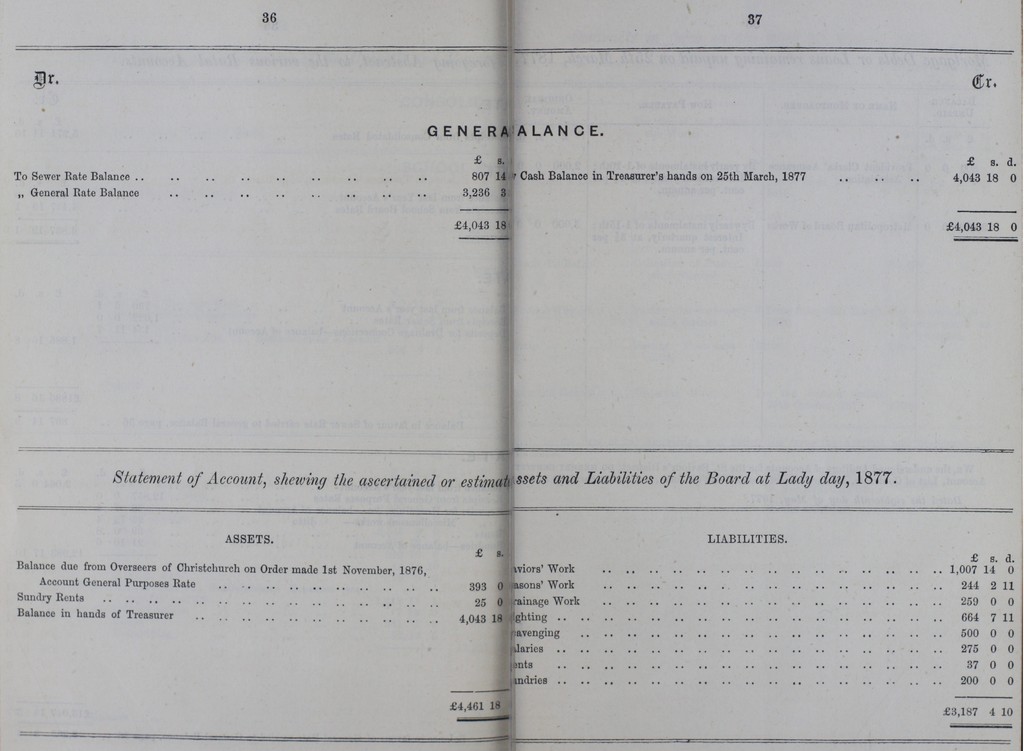 36
Dr.
GENERA
£ s.
To Sewer Rate Balance .. .. .. .. .. .. .. .. .. 807 14
„ General Rate Balance .. .. .. .. .. .. .. .. 3,236 3
£4,043 18
Statement of Account, shewing the ascertained or estimat
ASSETS.
£ s.
Balance due from Overseers of Christchurch on Order made 1st November, 1876,
Account General Purposes Rate .. .. .. .. .. .. .. .. .. .. 393 0
Sundry Rents .. .. .. .. .. .. .. .. .. .. .. .. .. .. .. 25 0
Balance in hands of Treasurer .. .. .. .. .. .. .. .. .. .. .. 4,043 18
£4,461 18
37
Cr.
ALANCE.
£ s. d.
Cash Balance in Treasurer's hands on 25th March, 1877 .. .. .. 4,043 18 0
£4,043 18 0
ssets and Liabilities of the Board at Lady day, 1877.
LIABILITIES.
£ s. d.
aviors' Work .. .. .. .. .. .. .. .. .. .. .. .. .. .. .. 1,007 14 0
asons' Work .. .. .. .. .. .. .. .. .. .. .. .. .. .. .. 244 2 11
rainage Work .. .. .. .. .. .. .. .. .. .. .. .. .. .. .. 259 0 0
ghting .. .. .. .. .. .. .. .. .. .. .. .. .. .. .. .. .. 664 7 11
avenging .. .. .. .. .. .. .. .. .. .. .. .. .. .. .. .. 500 0 0
laries .. .. .. .. .. .. .. .. .. .. .. .. .. .. .. .. .. 275 0 0
ents .. .. .. .. .. .. .. .. .. .. .. .. .. .. .. .. .. 37 0 0
undries .. .. .. .. .. .. .. .. .. .. .. .. .. .. .. .. .. 200 0 0
£3,187 4 10